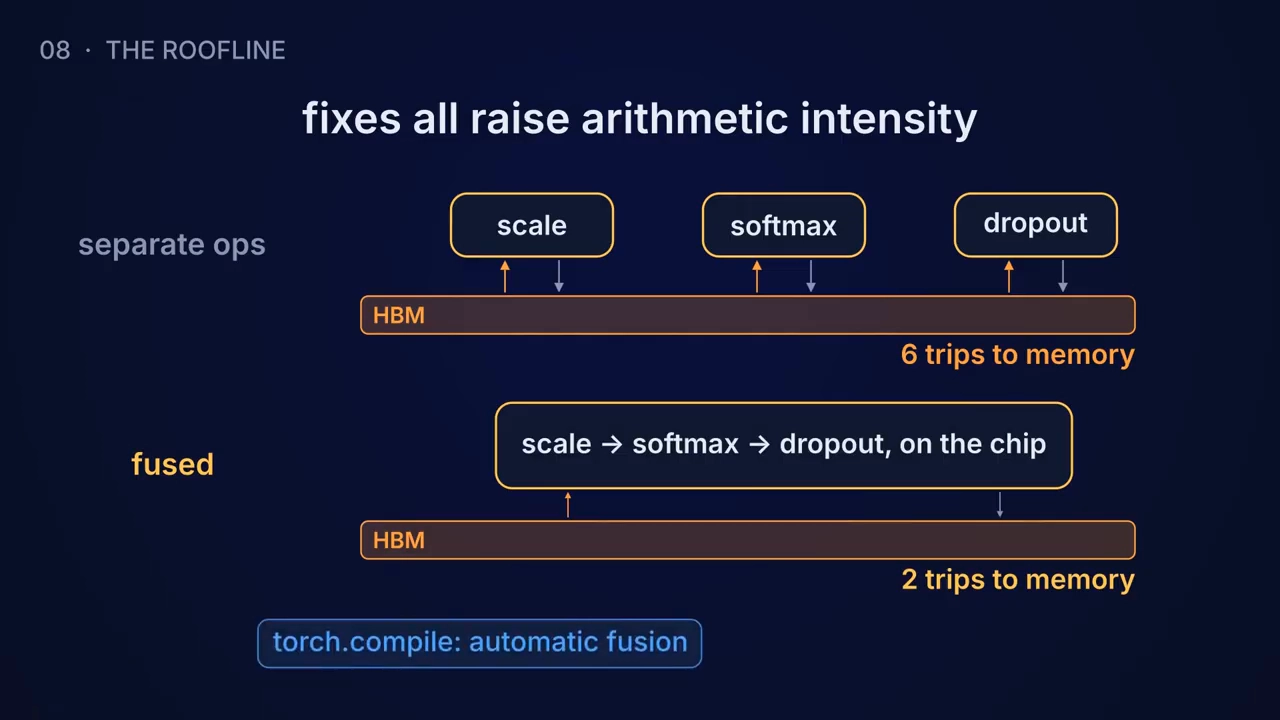 08 · THE ROOFLINE
fixes all raise arithmetic intensity
separate ops
scale
softmax
dropout
HBM
6 trips to memory
fused
scale → softmax → dropout, on the chip
HBM
2 trips to memory
torch.compile: automatic fusion